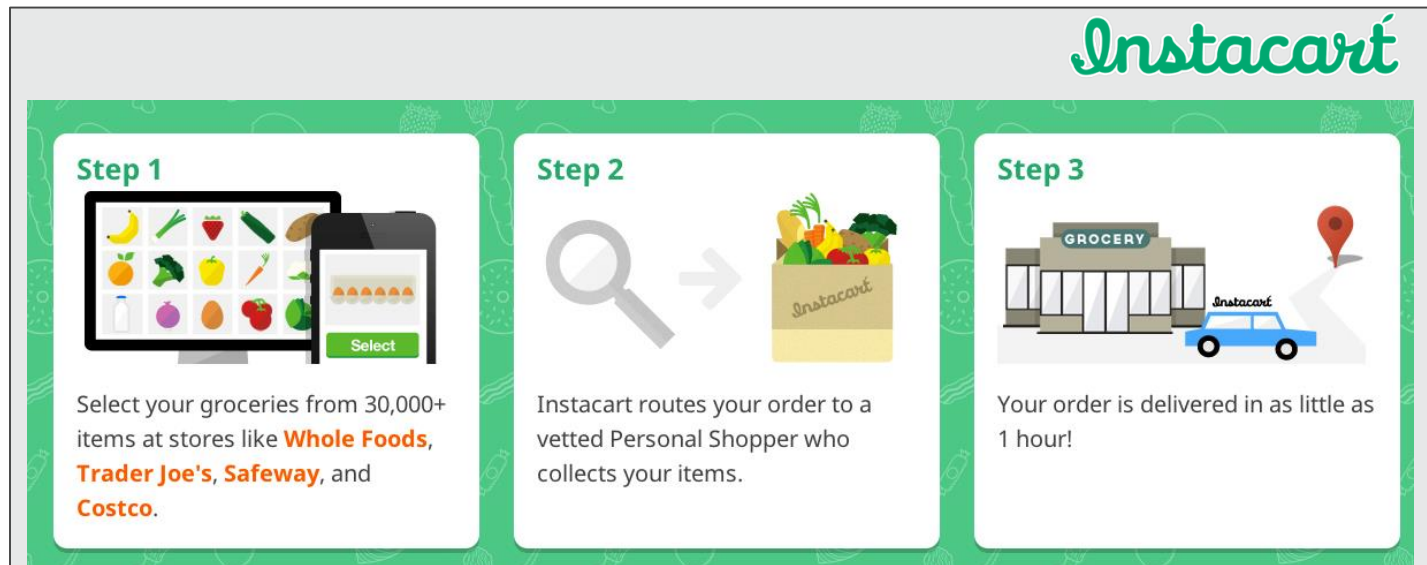 Instacart
Step 1
Select
Select your groceries from 30,000+
items at stores like Whole Foods,
Trader Joe's, Safeway, and
Costco.
Step 2
Instacart
Instacart routes your order to a
vetted Personal Shopper who
collects your items.
Step 3
GROCERY
Instacart
Your order is delivered in as little as
1 hour!